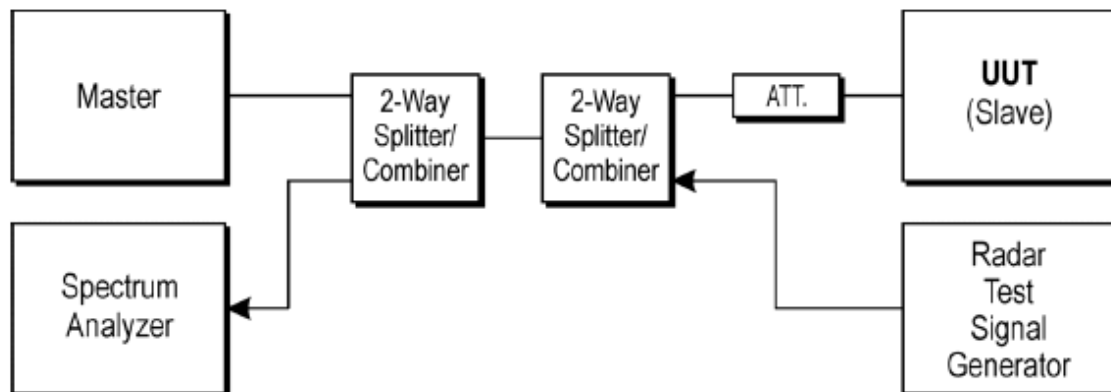 Master
2-Way
Splitter/
Combiner
2-Way
Splitter/
Combiner
ATT.
UUT
(Slave)
Spectrum
Analyzer
Radar
Test
Signal
Generator